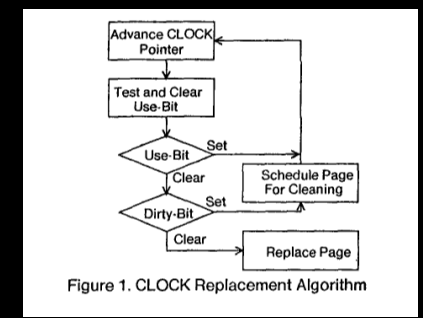 Advance CLOCK
Pointer
Test and Clear
Use-Bit
Use-Bit
Set
Clear
Schedule Page
For Cleaning
Dirty-Bit
Set
Clear
Replace Page
Figure 1. CLOCK Replacement Algorithm